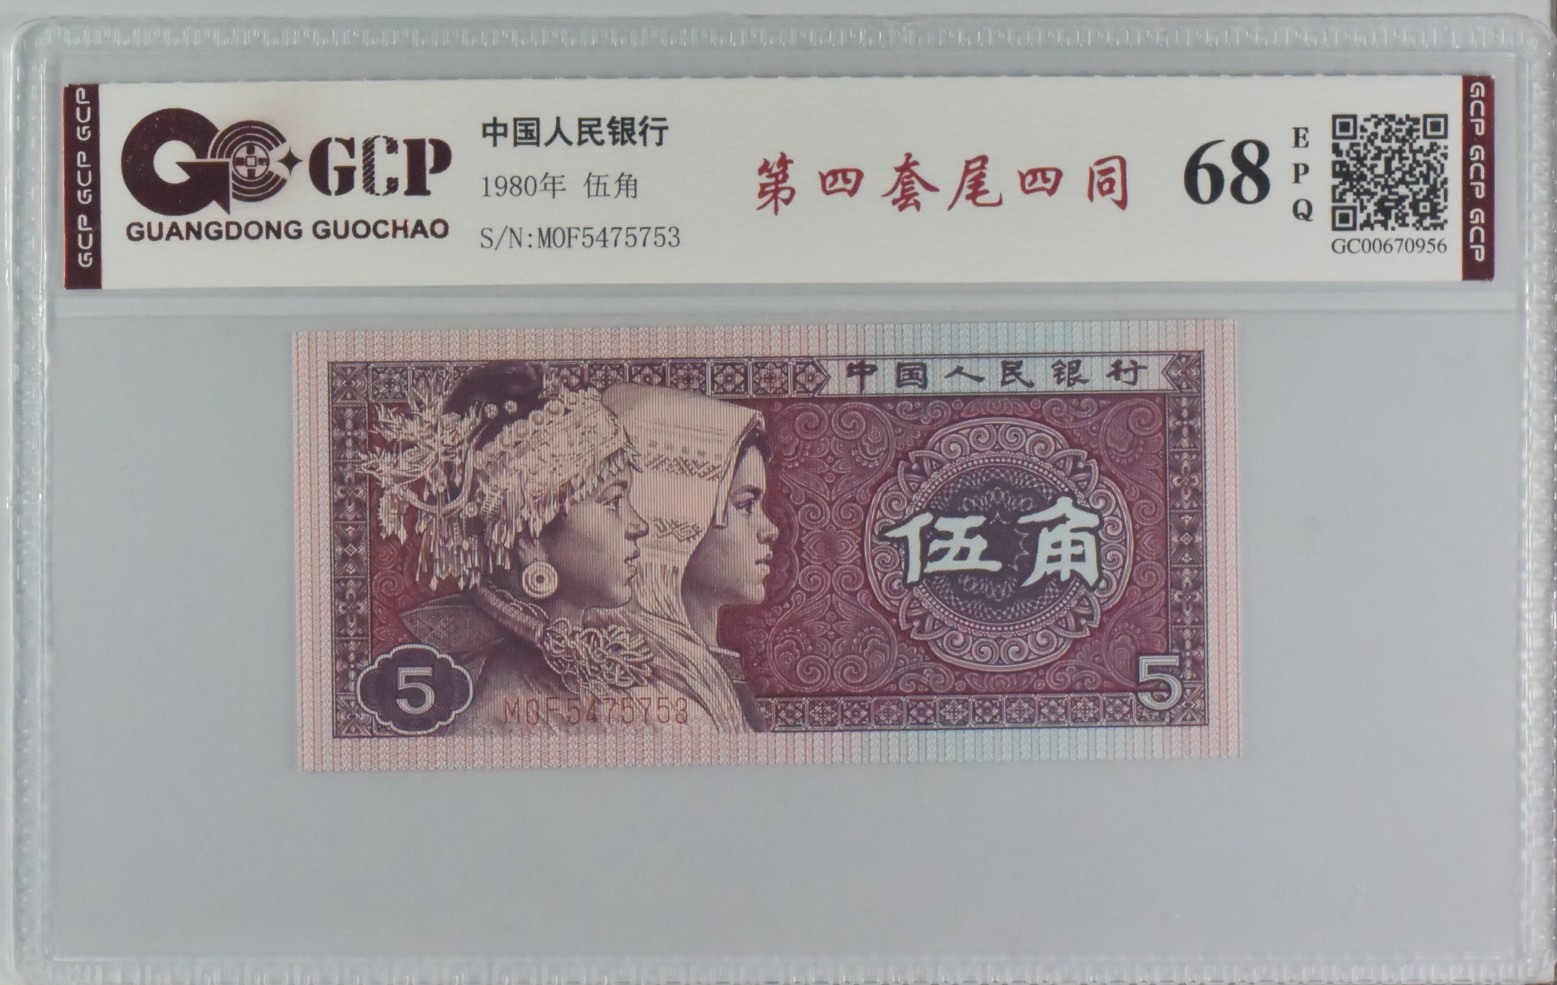 GCP GCP GCP
GCP
GUANGDONG GUOCHAO
中国人民银行
1980年 伍角
S/N:M0F5475753
第四套尾四同
68
EPQ
GC00670956
GCP GCP GCP
中国人民银行
伍角
5
M0F5475753
5